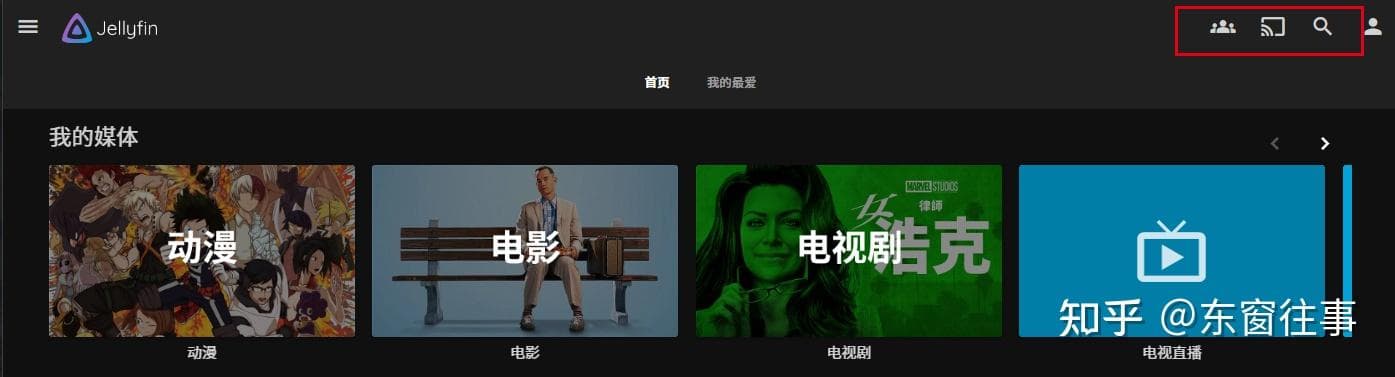 Jellyfin
首页 我的最爱
我的媒体
动漫
电影
MARVEL STUDIOS
女律師
浩克
电视剧
动漫
电影
电视剧
电视直播
知乎 @东窗往事